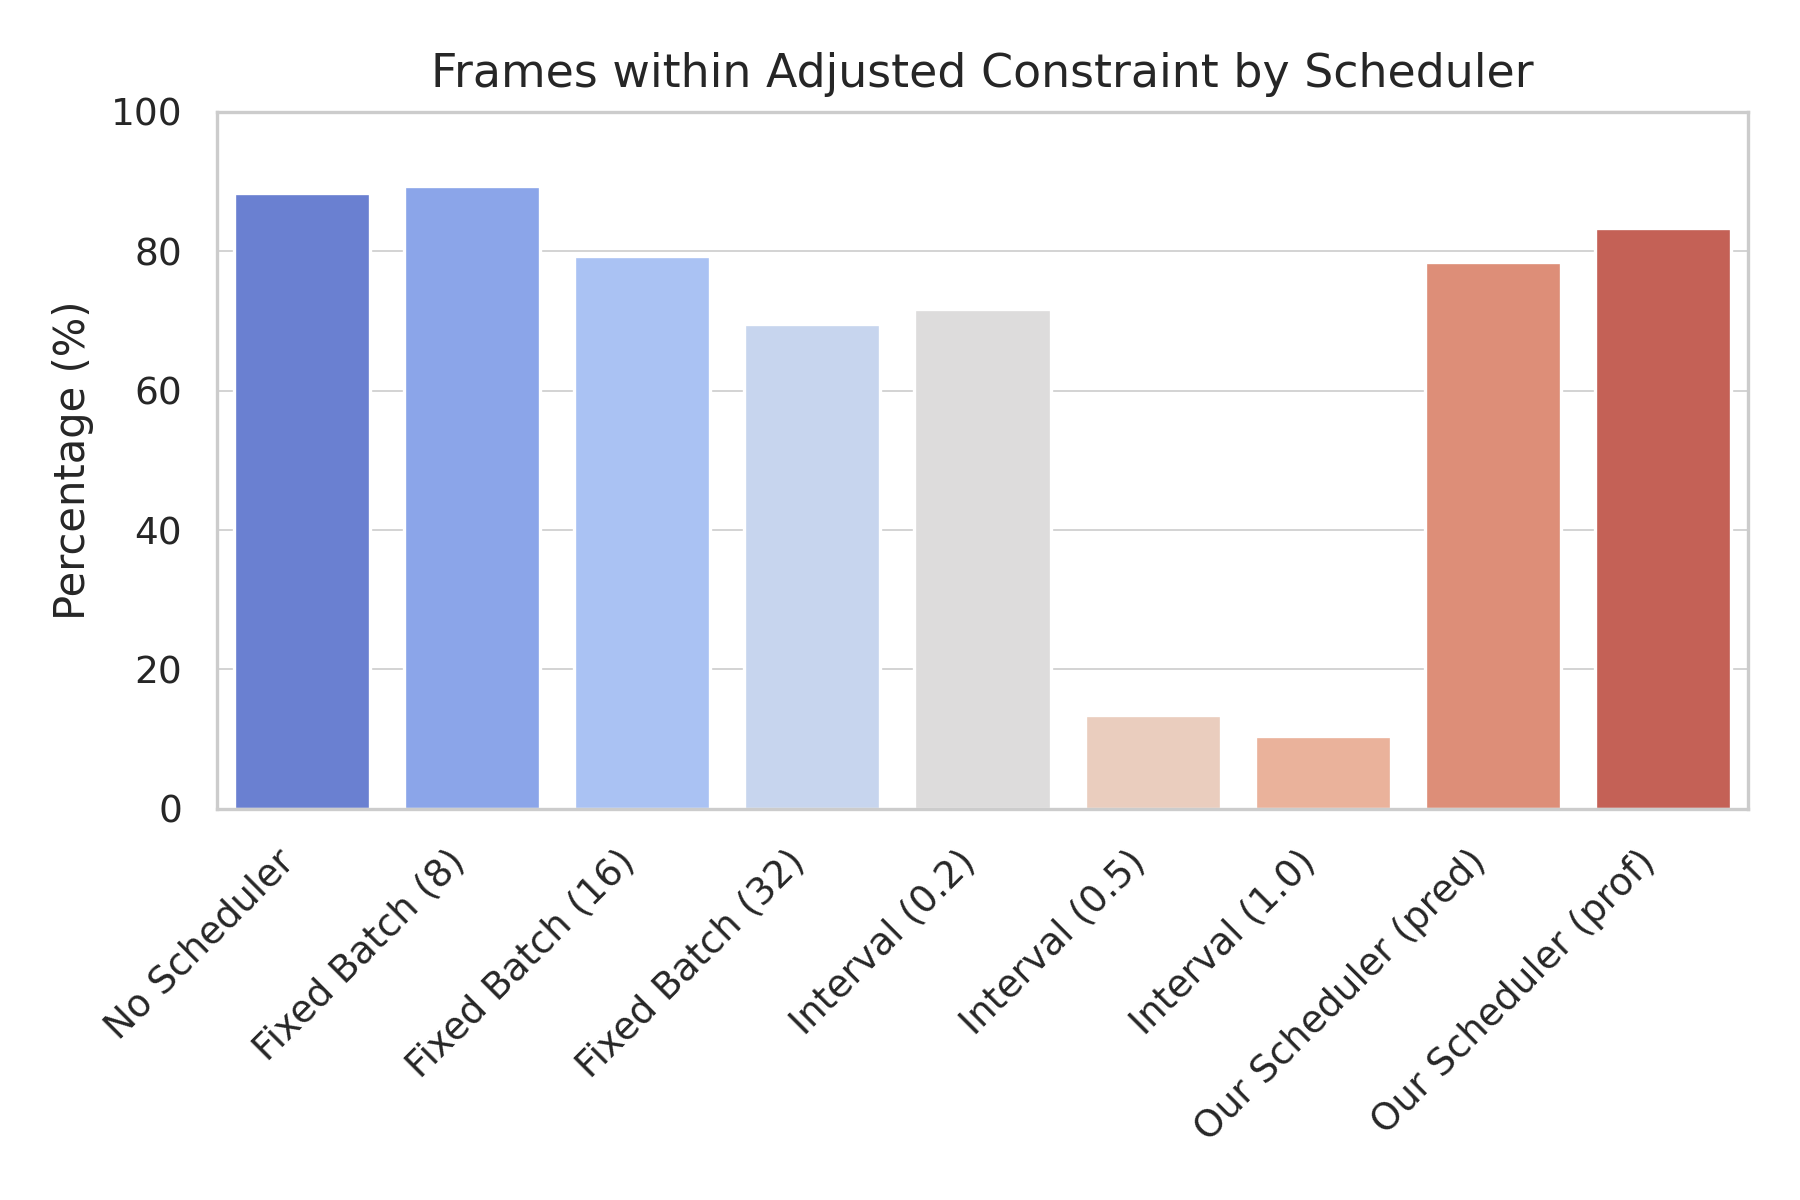 Frames within Adjusted Constraint by Scheduler
Percentage (%)
100
80
60
40
20
0
No Scheduler
Fixed Batch (8)
Fixed Batch (16)
Fixed Batch (32)
Interval (0.2)
Interval (0.5)
Interval (1.0)
Our Scheduler (pred)
Our Scheduler (prof)